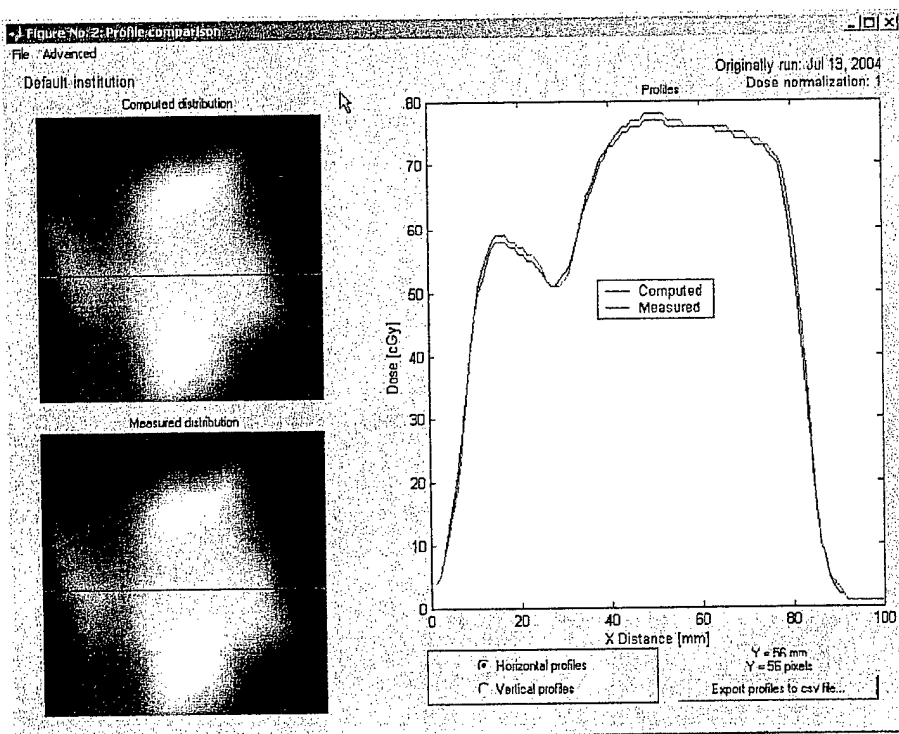 Figure No. 2: Profile comparison
File Advanced
Default institution
Originally run: Jul 13, 2004
Dose normalization: 1
Computed distribution
Profiles
80
70
60
50
40
30
20
10
0
Dose [cGy]
Computed
Measured
Measured distribution
0 20 40 60 80 100
X Distance [mm]
Horizontal profiles
Vertical profiles
Y = 56 mm
Y = 56 pixels
Export profiles to csv file...